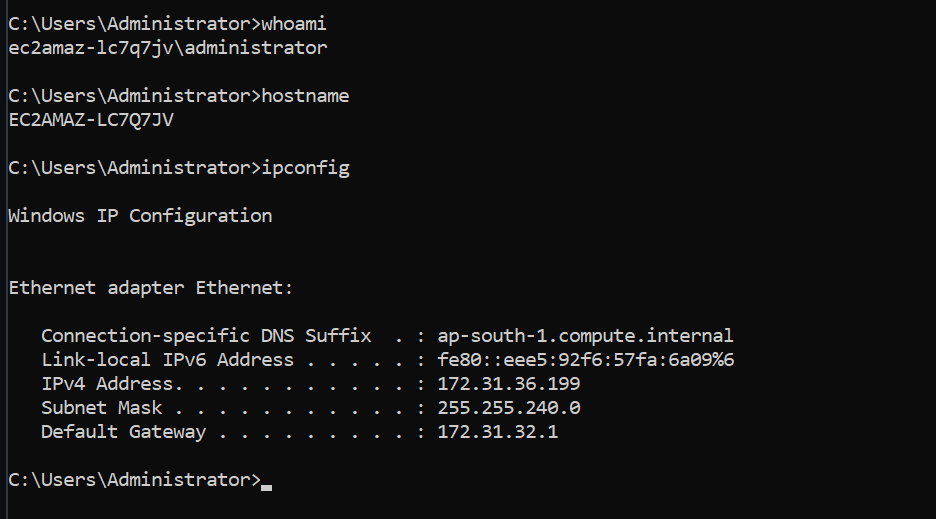 C:\Users\Administrator>whoami
ec2amaz-lc7q7jv\administrator
C:\Users\Administrator>hostname
EC2AMAZ-LC7Q7JV
C:\Users\Administrator>ipconfig
Windows IP Configuration
Ethernet adapter Ethernet:
   Connection-specific DNS Suffix  . : ap-south-1.compute.internal
   Link-local IPv6 Address . . . . . : fe80::eee5:92f6:57fa:6a09%6
   IPv4 Address. . . . . . . . . . . : 172.31.36.199
   Subnet Mask . . . . . . . . . . . : 255.255.240.0
   Default Gateway . . . . . . . . . : 172.31.32.1
C:\Users\Administrator>